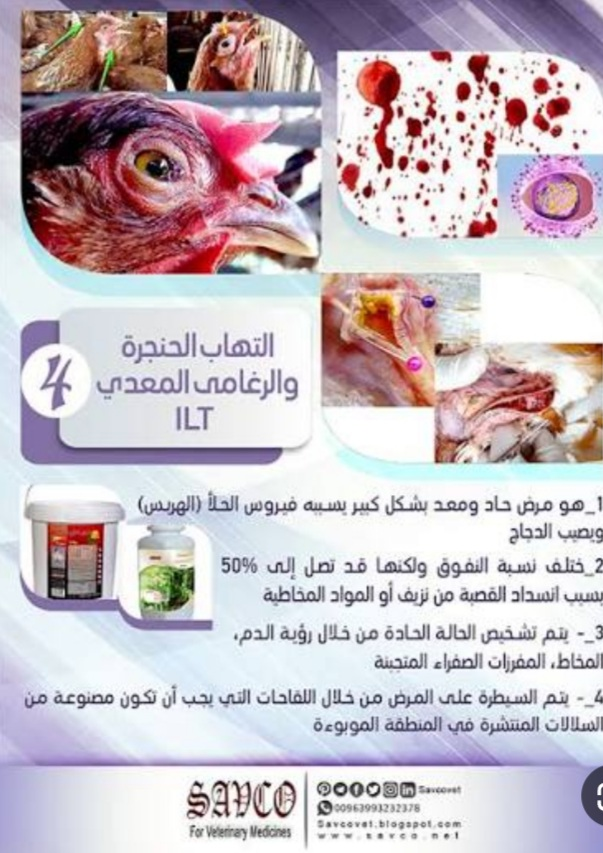 التهاب الحنجرة
والرغامى المعدي
ILT
4
1_هو مرض حاد ومعد بشكل كبير يسببه فيروس الحلأ (الهربس)
ويصيب الدجاج
2_ختلف نسبة النفوق ولكنها قد تصل إلى 50%
بسبب انسداد القصبة من نزيف أو المواد المخاطية
3_- يتم تشخيص الحالة الحادة من خلال رؤية الدم،
المخاط، المفرزات الصفراء المتجبنة
4_- يتم السيطرة على المرض من خلال اللقاحات التي يجب أن تكون مصنوعة من
السلالات المنتشرة في المنطقة الموبوءة
SAVCO
For Veterinary Medicines
Savcovet
00963993232378
Savcovet.blogspot.com
www.savco.net